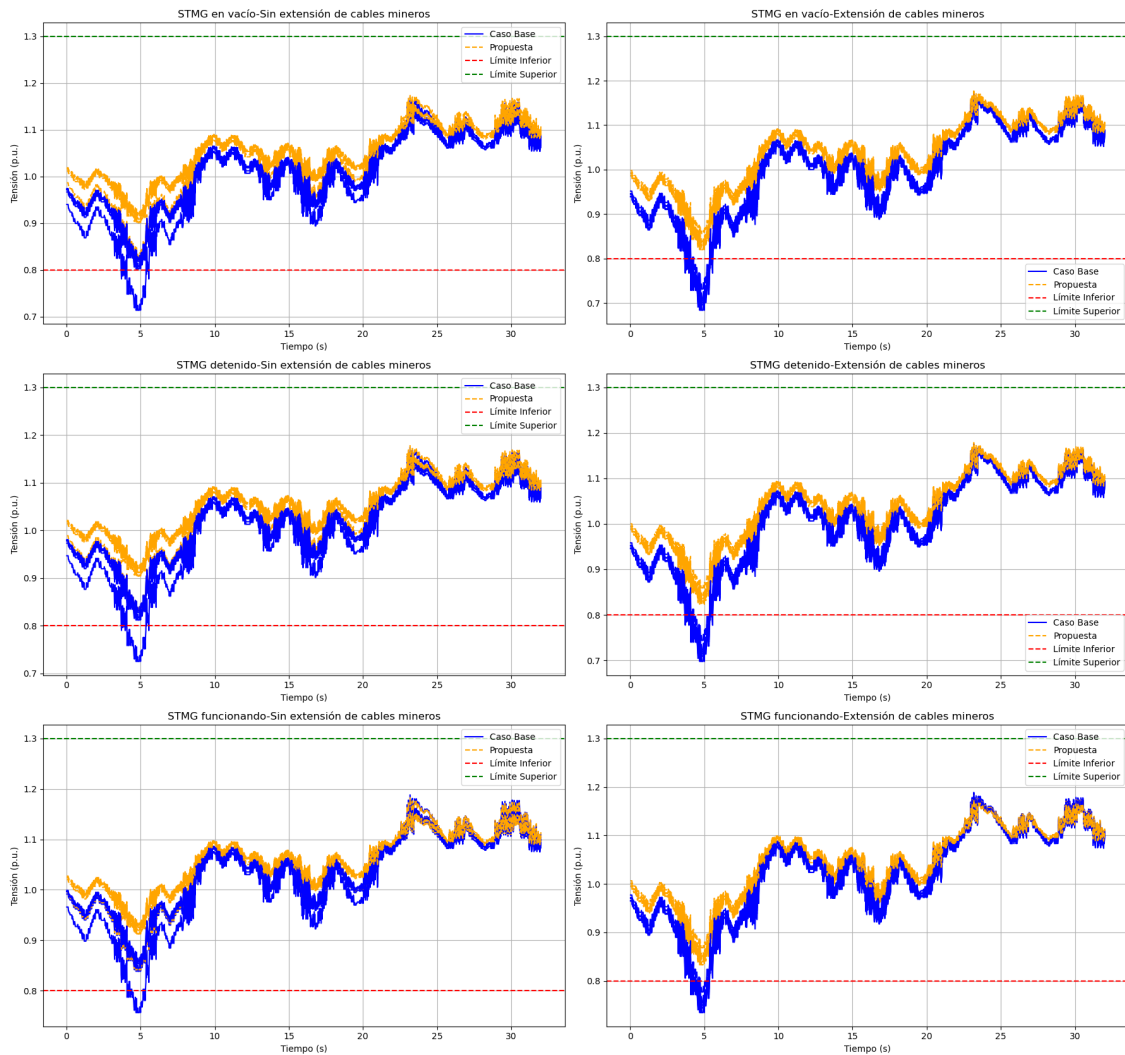 STMG en vacío-Sin extensión de cables mineros
1.3
1.2
1.1
1.0
0.9
0.8
0.7
Tensión (p.u.)
Caso Base
Propuesta
Límite Inferior
Límite Superior
0 5 10 15 20 25 30
Tiempo (s)
STMG en vacío-Extensión de cables mineros
1.3
1.2
1.1
1.0
0.9
0.8
0.7
Tensión (p.u.)
Caso Base
Propuesta
Límite Inferior
Límite Superior
0 5 10 15 20 25 30
Tiempo (s)
STMG detenido-Sin extensión de cables mineros
1.3
1.2
1.1
1.0
0.9
0.8
0.7
Tensión (p.u.)
Caso Base
Propuesta
Límite Inferior
Límite Superior
0 5 10 15 20 25 30
Tiempo (s)
STMG detenido-Extensión de cables mineros
1.3
1.2
1.1
1.0
0.9
0.8
0.7
Tensión (p.u.)
Caso Base
Propuesta
Límite Inferior
Límite Superior
0 5 10 15 20 25 30
Tiempo (s)
STMG funcionando-Sin extensión de cables mineros
1.3
1.2
1.1
1.0
0.9
0.8
Tensión (p.u.)
Caso Base
Propuesta
Límite Inferior
Límite Superior
0 5 10 15 20 25 30
Tiempo (s)
STMG funcionando-Extensión de cables mineros
1.3
1.2
1.1
1.0
0.9
0.8
Tensión (p.u.)
Caso Base
Propuesta
Límite Inferior
Límite Superior
0 5 10 15 20 25 30
Tiempo (s)